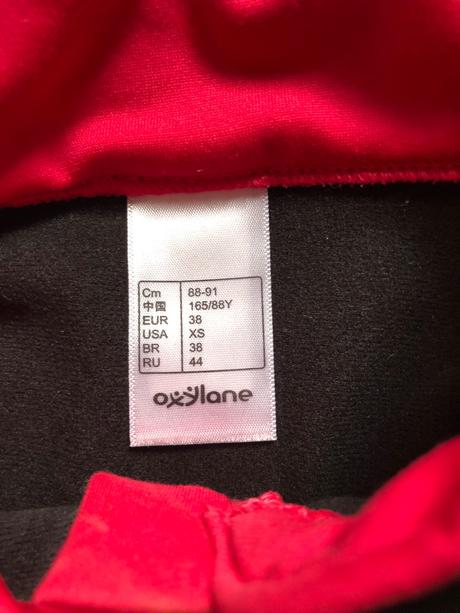 Cm 88-91
中国 165/88Y
EUR 38
USA XS
BR 38
RU 44
oxylane